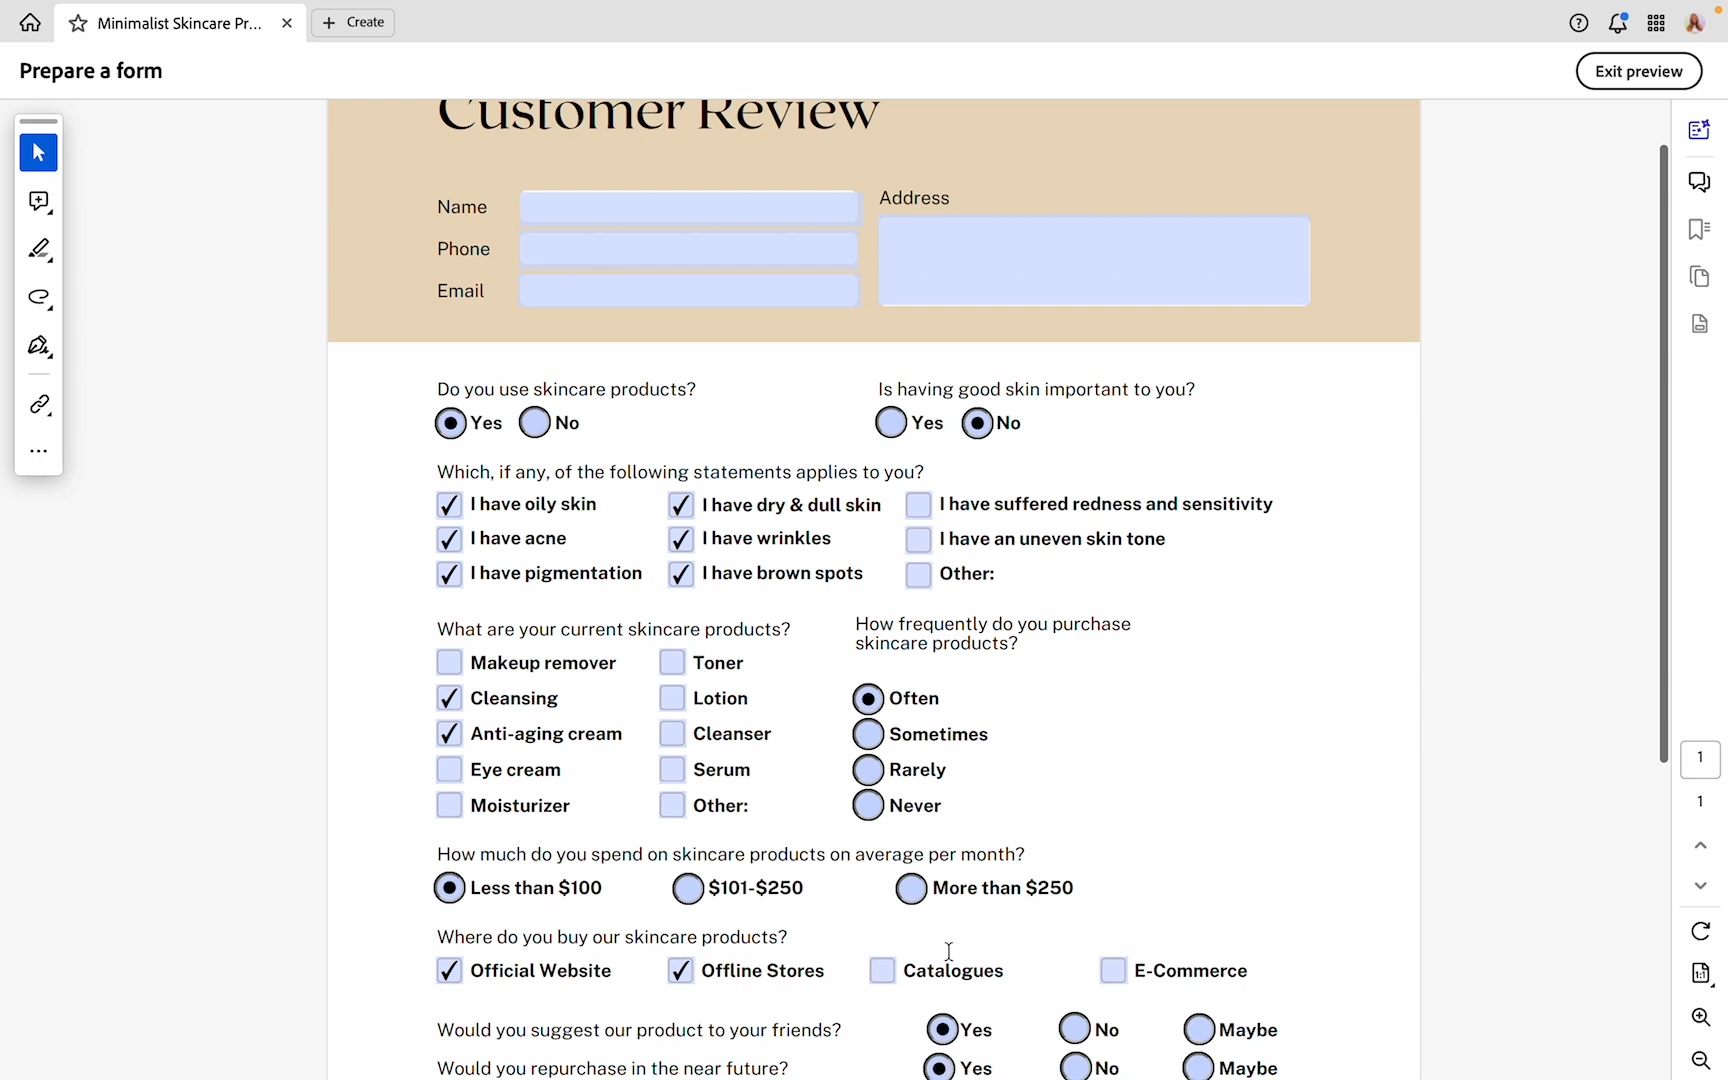 Minimalist Skincare Pr...
Create
Prepare a form
Exit preview
Customer Review
Name
Address
Phone
Email
Do you use skincare products?
Is having good skin important to you?
Yes No
Yes No
Which, if any, of the following statements applies to you?
I have oily skin
I have dry & dull skin
I have suffered redness and sensitivity
I have acne
I have wrinkles
I have an uneven skin tone
I have pigmentation
I have brown spots
Other:
What are your current skincare products?
How frequently do you purchase
skincare products?
Makeup remover
Toner
Cleansing
Lotion
Often
Anti-aging cream
Cleanser
Sometimes
Eye cream
Serum
Rarely
Moisturizer
Other:
Never
1
1
How much do you spend on skincare products on average per month?
Less than $100
$101-$250
More than $250
Where do you buy our skincare products?
Official Website
Offline Stores
Catalogues
E-Commerce
1:1
Would you suggest our product to your friends?
Yes
No
Maybe
Would you repurchase in the near future?
Yes
No
Maybe